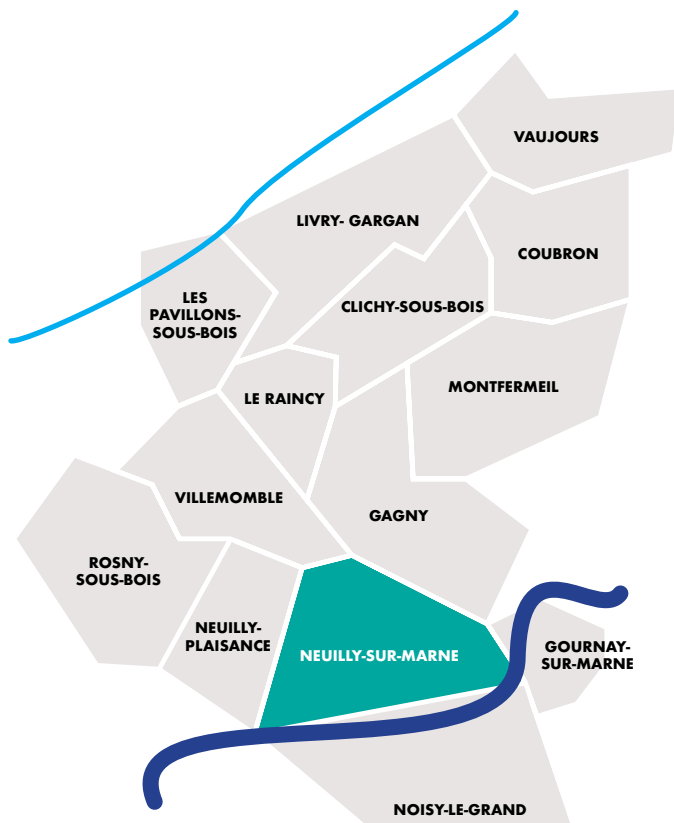 VAUJOURS
LIVRY- GARGAN
COUBRON
LES
PAVILLONS-
SOUS-BOIS
CLICHY-SOUS-BOIS
MONTFERMEIL
LE RAINCY
VILLEMOMBLE
GAGNY
ROSNY-
SOUS-BOIS
NEUILLY-
PLAISANCE
NEUILLY-SUR-MARNE
GOURNAY-
SUR-MARNE
NOISY-LE-GRAND